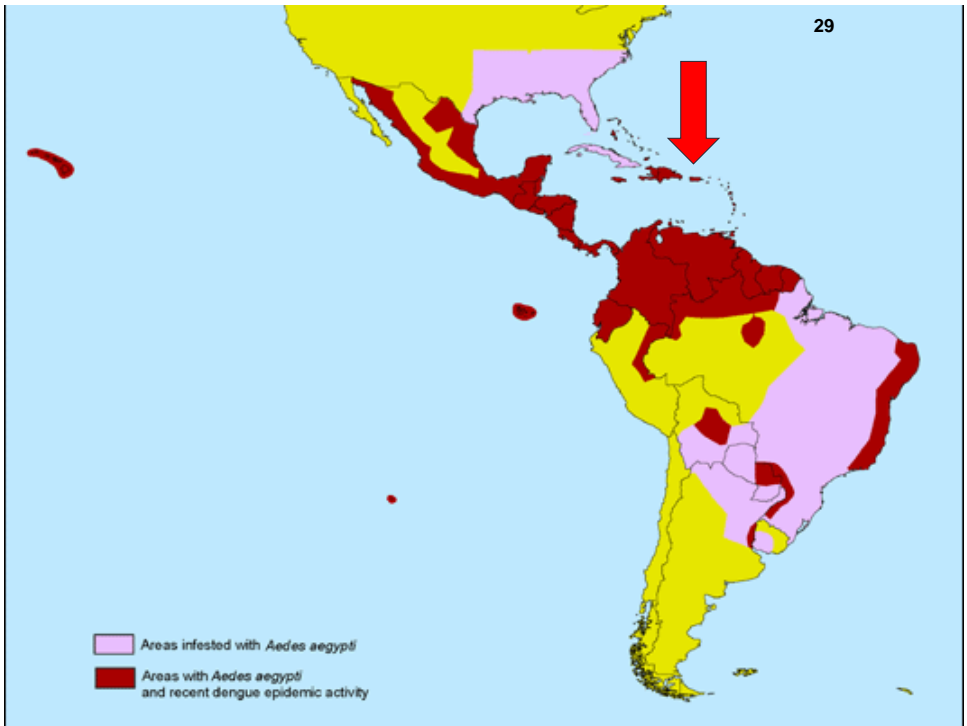 29
Areas infested with Aedes aegypti
Areas with Aedes aegypti
and recent dengue epidemic activity